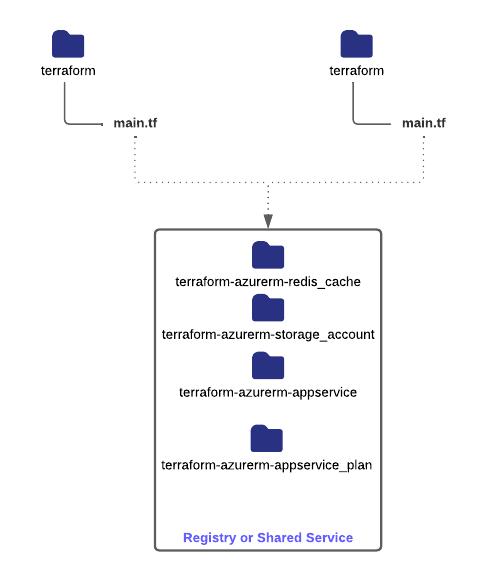 terraform
terraform
main.tf
main.tf
terraform-azurerm-redis_cache
terraform-azurerm-storage_account
terraform-azurerm-appservice
terraform-azurerm-appservice_plan
Registry or Shared Service